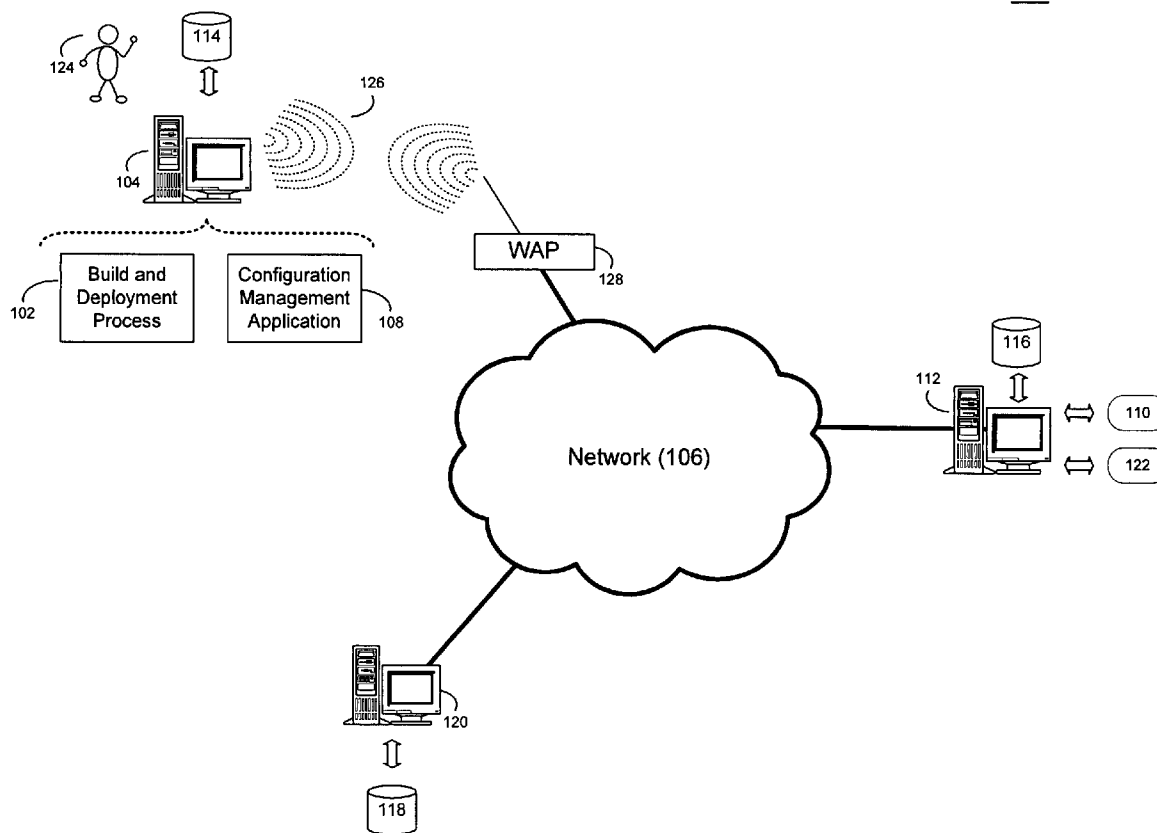 124
114
126
104
WAP
128
102
Build and
Deployment
Process
Configuration
Management
Application
108
116
112
110
122
Network (106)
120
118